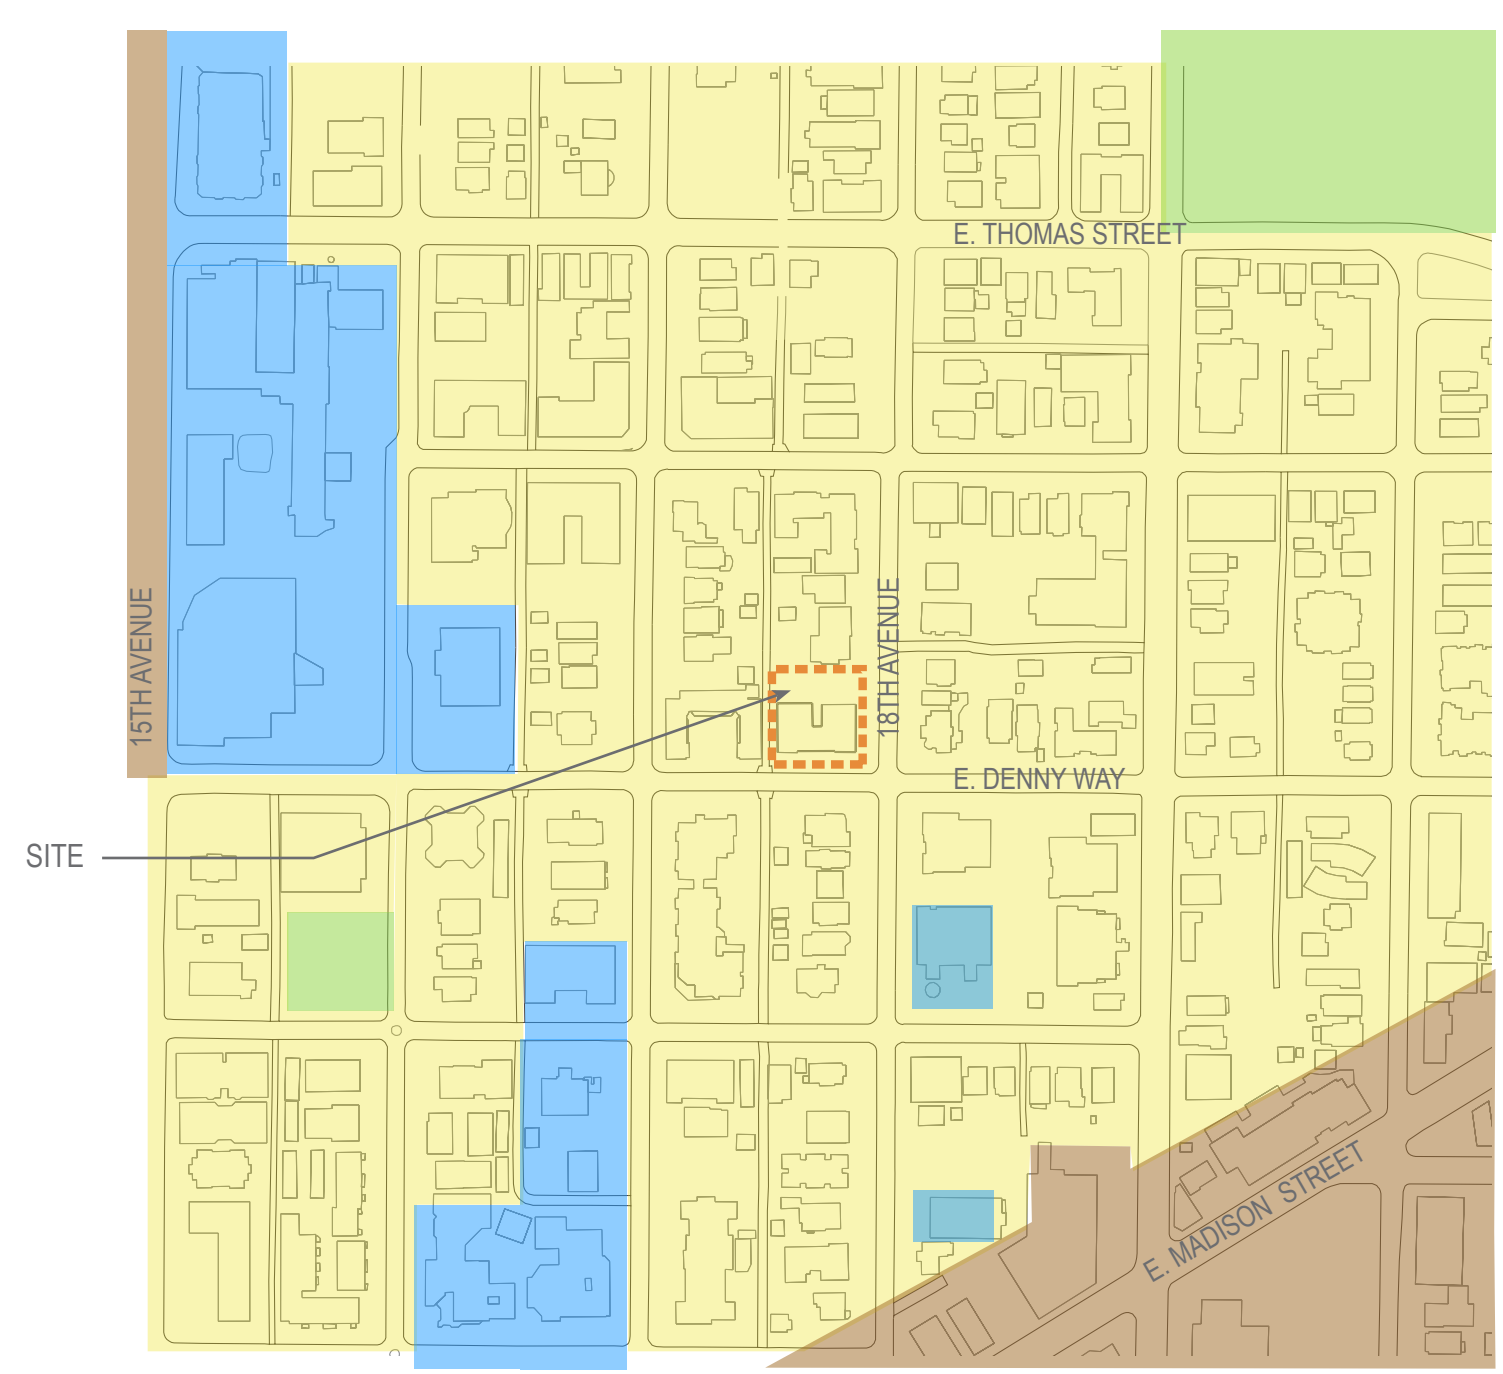 E. THOMAS STREET
15TH AVENUE
18TH AVENUE
E. DENNY WAY
SITE
E. MADISON STREET